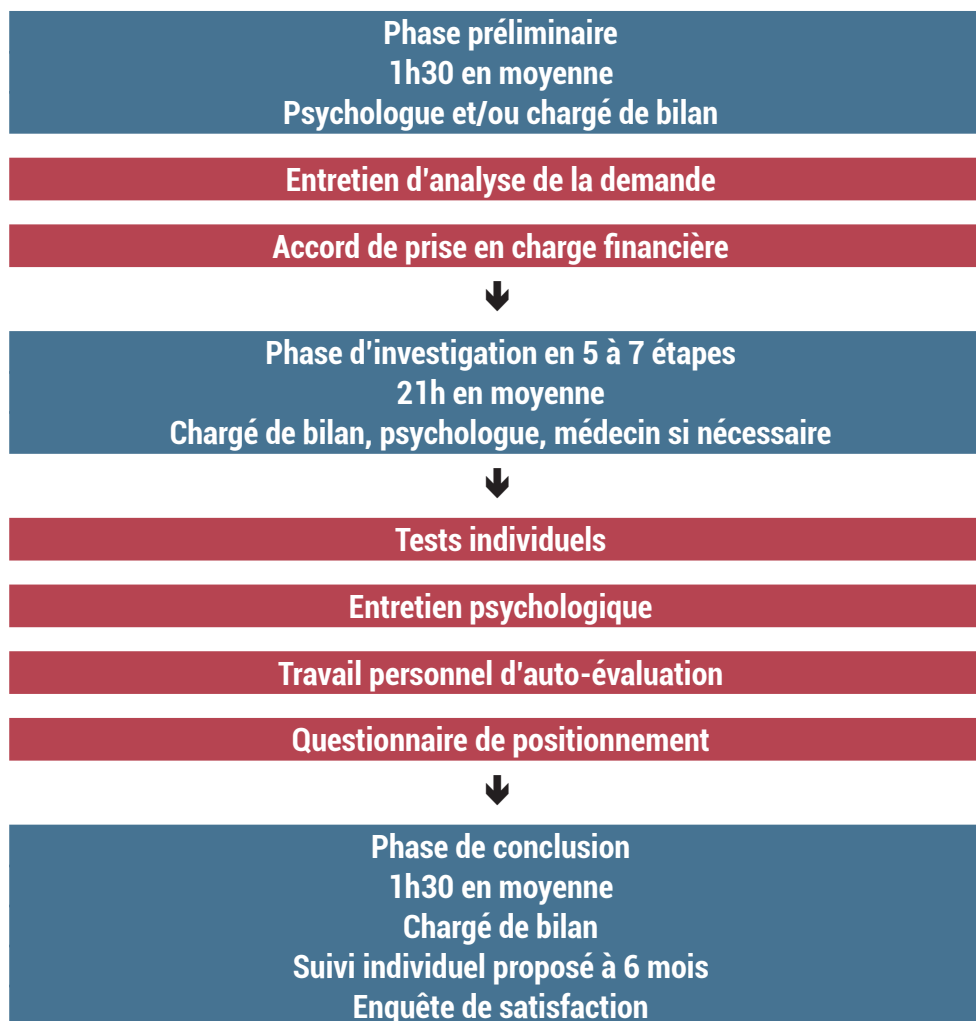 Phase préliminaire
1h30 en moyenne
Psychologue et/ou chargé de bilan
Entretien d'analyse de la demande
Accord de prise en charge financière
Phase d'investigation en 5 à 7 étapes
21h en moyenne
Chargé de bilan, psychologue, médecin si nécessaire
Tests individuels
Entretien psychologique
Travail personnel d'auto-évaluation
Questionnaire de positionnement
Phase de conclusion
1h30 en moyenne
Chargé de bilan
Suivi individuel proposé à 6 mois
Enquête de satisfaction